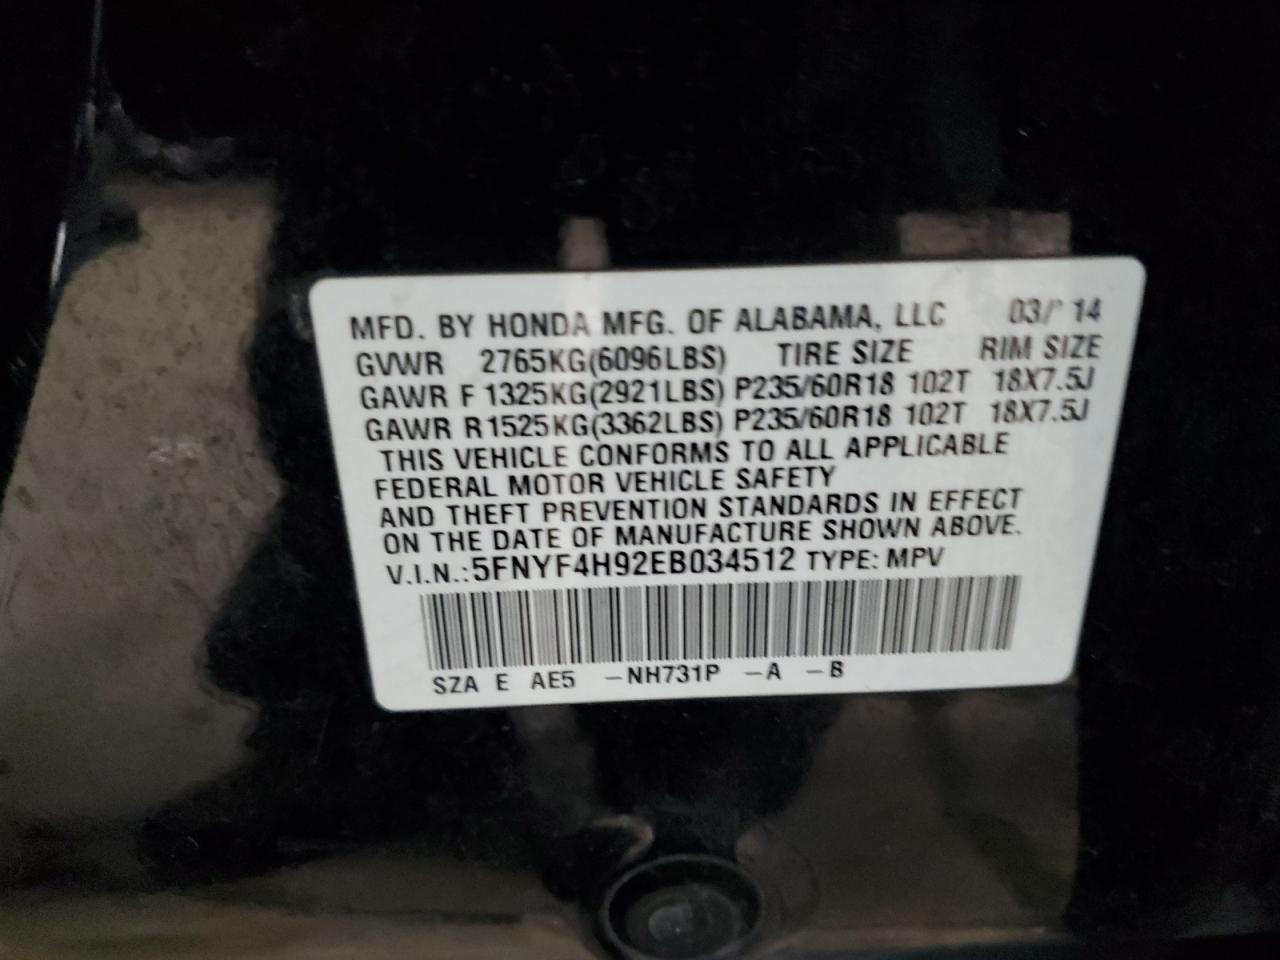 MFD. BY HONDA MFG. OF ALABAMA, LLC 03/ 14
GVWR 2765KG(6096LBS) TIRE SIZE RIM SIZE
GAWR F 1325KG(2921LBS) P235/60R18 102T 18X7.5J
GAWR R1525KG(3362LBS) P235/60R18 102T 18X7.5J
THIS VEHICLE CONFORMS TO ALL APPLICABLE
FEDERAL MOTOR VEHICLE SAFETY
AND THEFT PREVENTION STANDARDS IN EFFECT
ON THE DATE OF MANUFACTURE SHOWN ABOVE.
V.I.N.:5FNYF4H92EB034512 TYPE: MPV
SZA E AE5 –NH731P –A –B